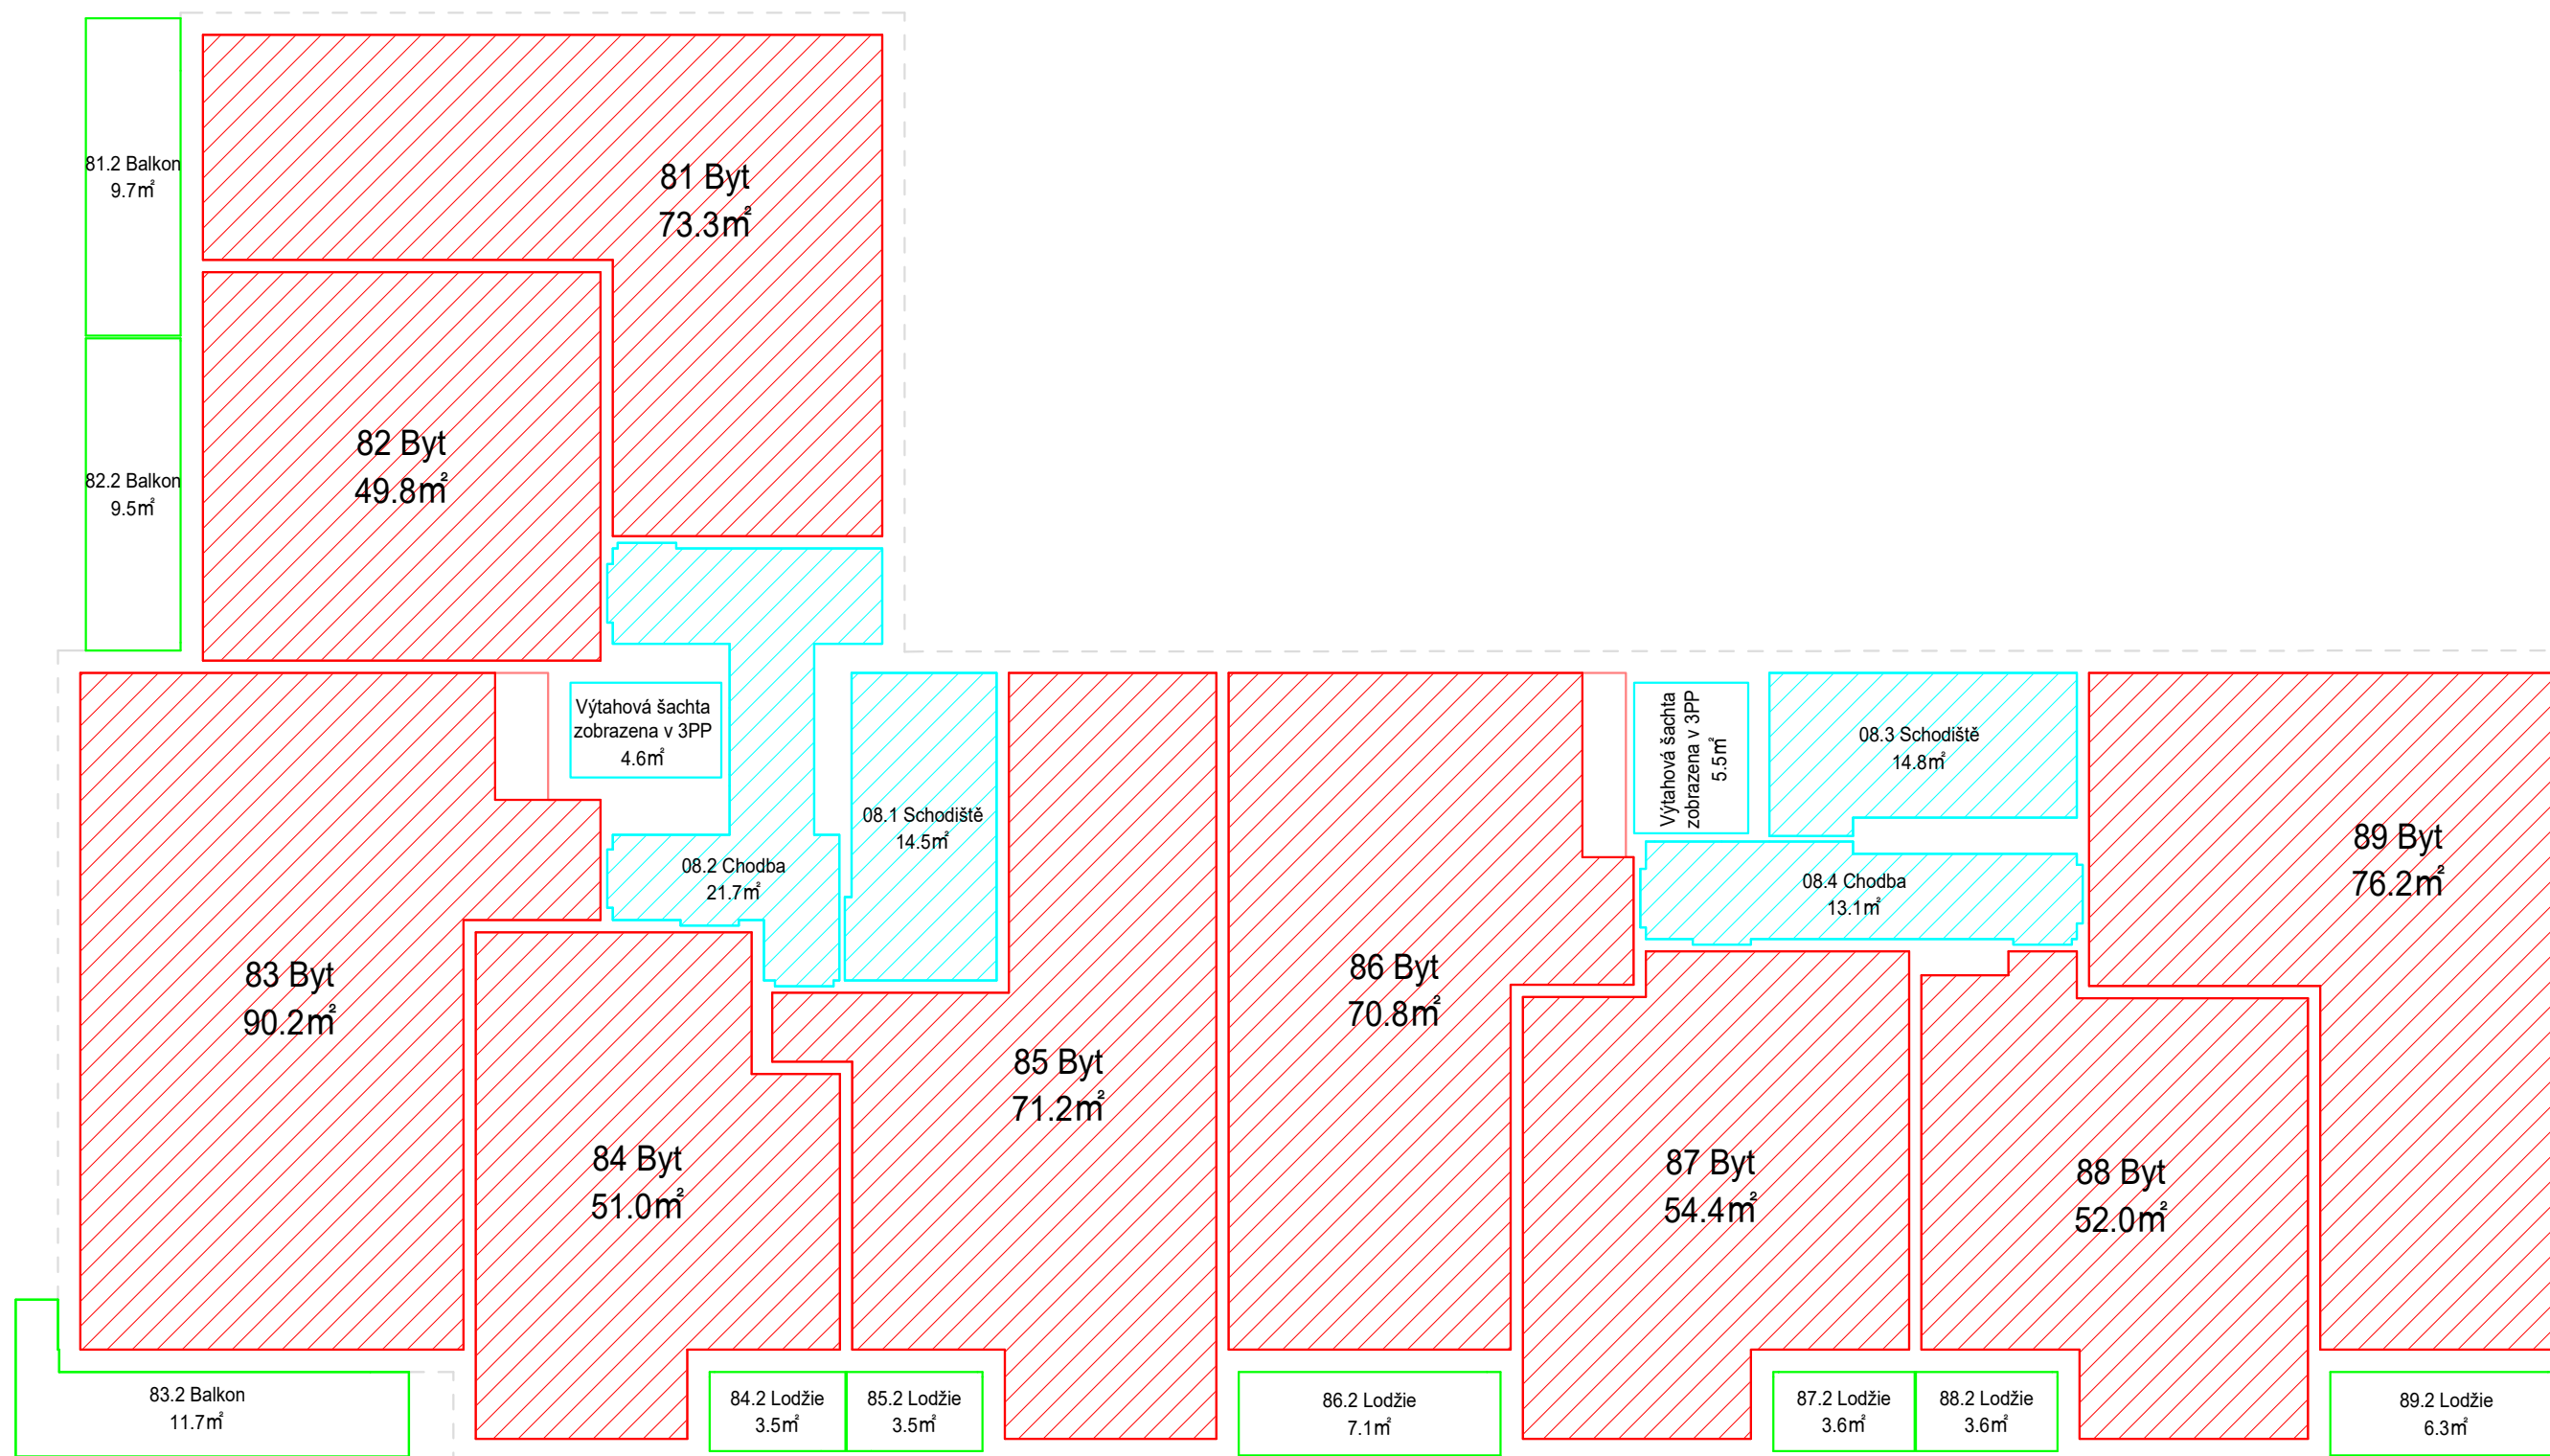 81.2 Balkon
9.7m²
81 Byt
73.3m²
82 Byt
49.8m²
82.2 Balkon
9.5m²
Výtahová šachta
zobrazena v 3PP
4.6m²
08.1 Schodiště
14.5m²
08.2 Chodba
21.7m²
Výtahová šachta
zobrazena v 3PP
5.5m²
08.3 Schodiště
14.8m²
08.4 Chodba
13.1m²
89 Byt
76.2m²
83 Byt
90.2m²
86 Byt
70.8m²
85 Byt
71.2m²
84 Byt
51.0m²
87 Byt
54.4m²
88 Byt
52.0m²
83.2 Balkon
11.7m²
84.2 Lodžie
3.5m²
85.2 Lodžie
3.5m²
86.2 Lodžie
7.1m²
87.2 Lodžie
3.6m²
88.2 Lodžie
3.6m²
89.2 Lodžie
6.3m²